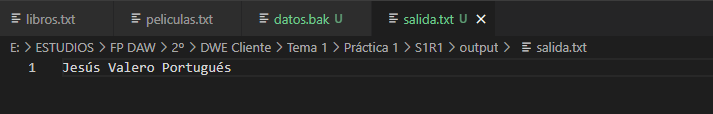 libros.txt peliculas.txt datos.bak U salida.txt U
E: > ESTUDIOS > FP DAW > 2º > DWE Cliente > Tema 1 > Práctica 1 > S1R1 > output > salida.txt
1 Jesús Valero Portugués